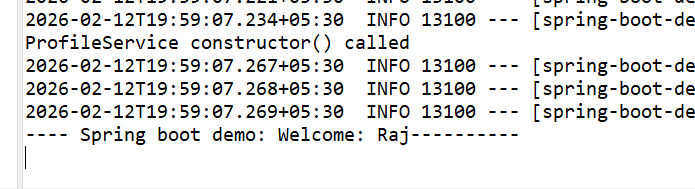 2026-02-12T19:59:07.234+05:30  INFO 13100 --- [spring-boot-de
ProfileService constructor() called
2026-02-12T19:59:07.267+05:30  INFO 13100 --- [spring-boot-de
2026-02-12T19:59:07.268+05:30  INFO 13100 --- [spring-boot-de
2026-02-12T19:59:07.269+05:30  INFO 13100 --- [spring-boot-de
---- Spring boot demo: Welcome: Raj----------